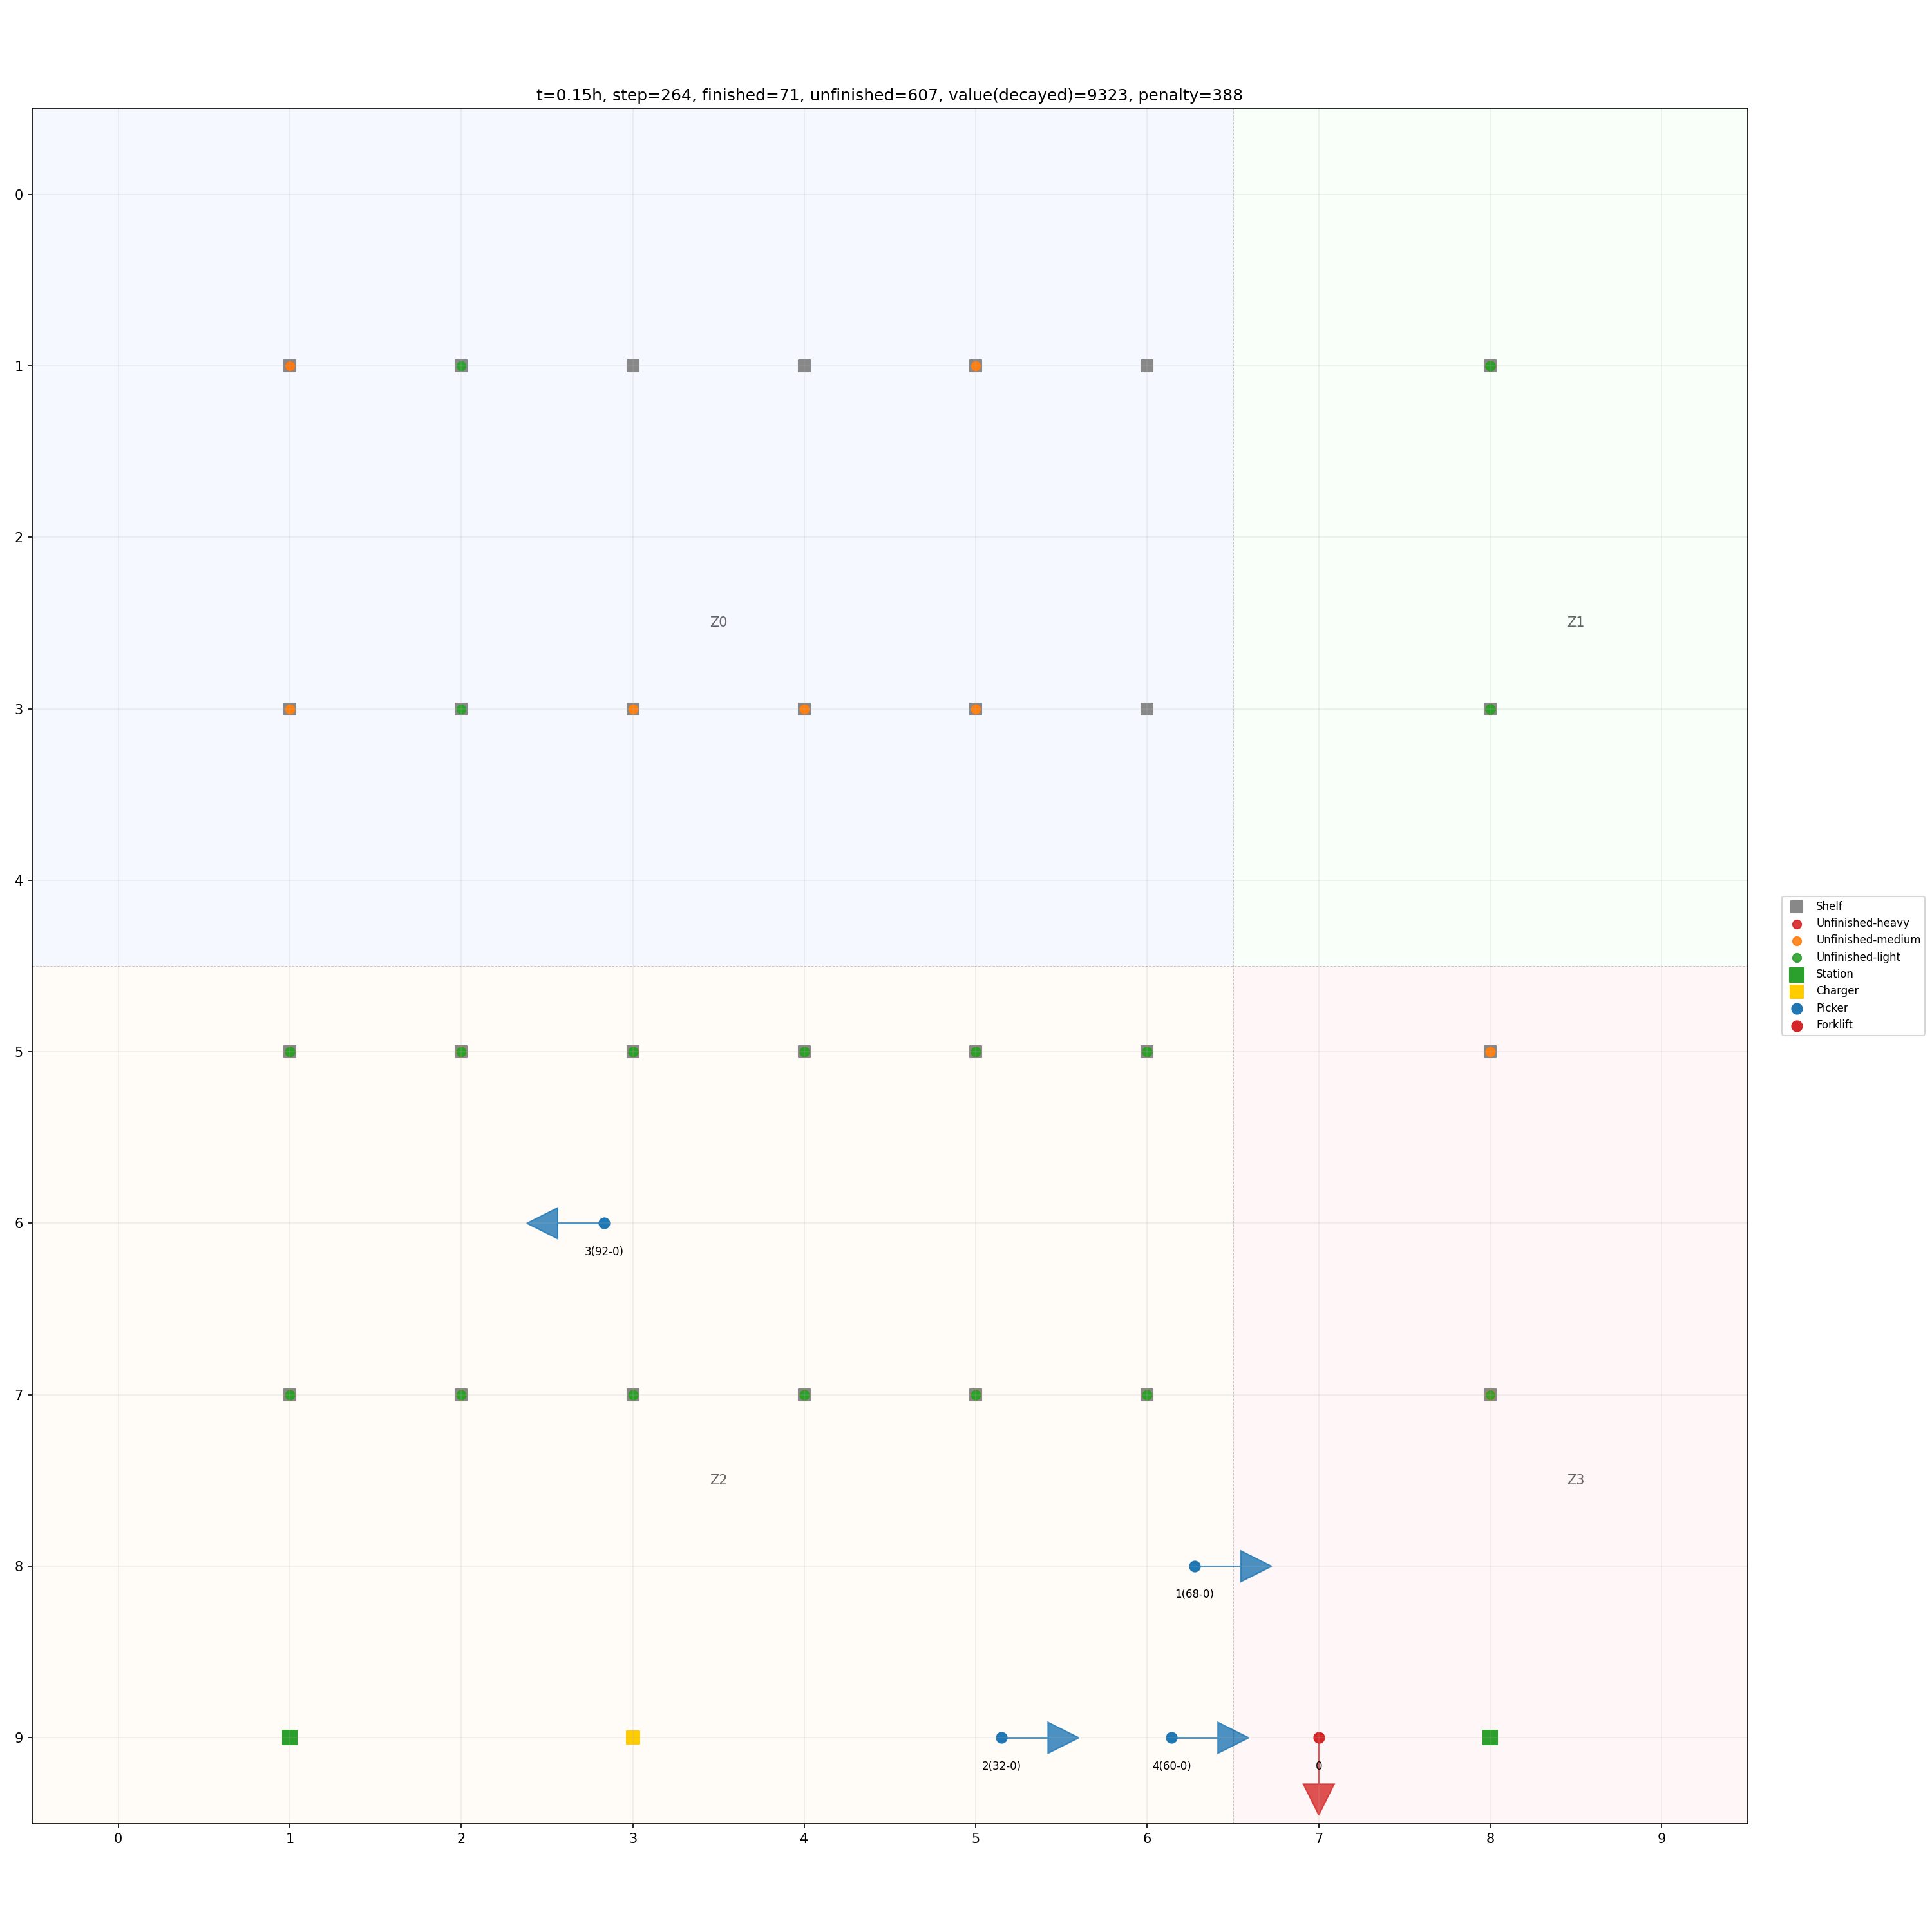 t=0.15h, step=264, finished=71, unfinished=607, value(decayed)=9323, penalty=388
0
1
2
Z0
Z1
3
4
Shelf
Unfinished-heavy
Unfinished-medium
Unfinished-light
Station
Charger
Picker
Forklift
5
6
3(92-0)
7
Z2
Z3
8
1(68-0)
9
2(32-0)
4(60-0)
0
0
1
2
3
4
5
6
7
8
9